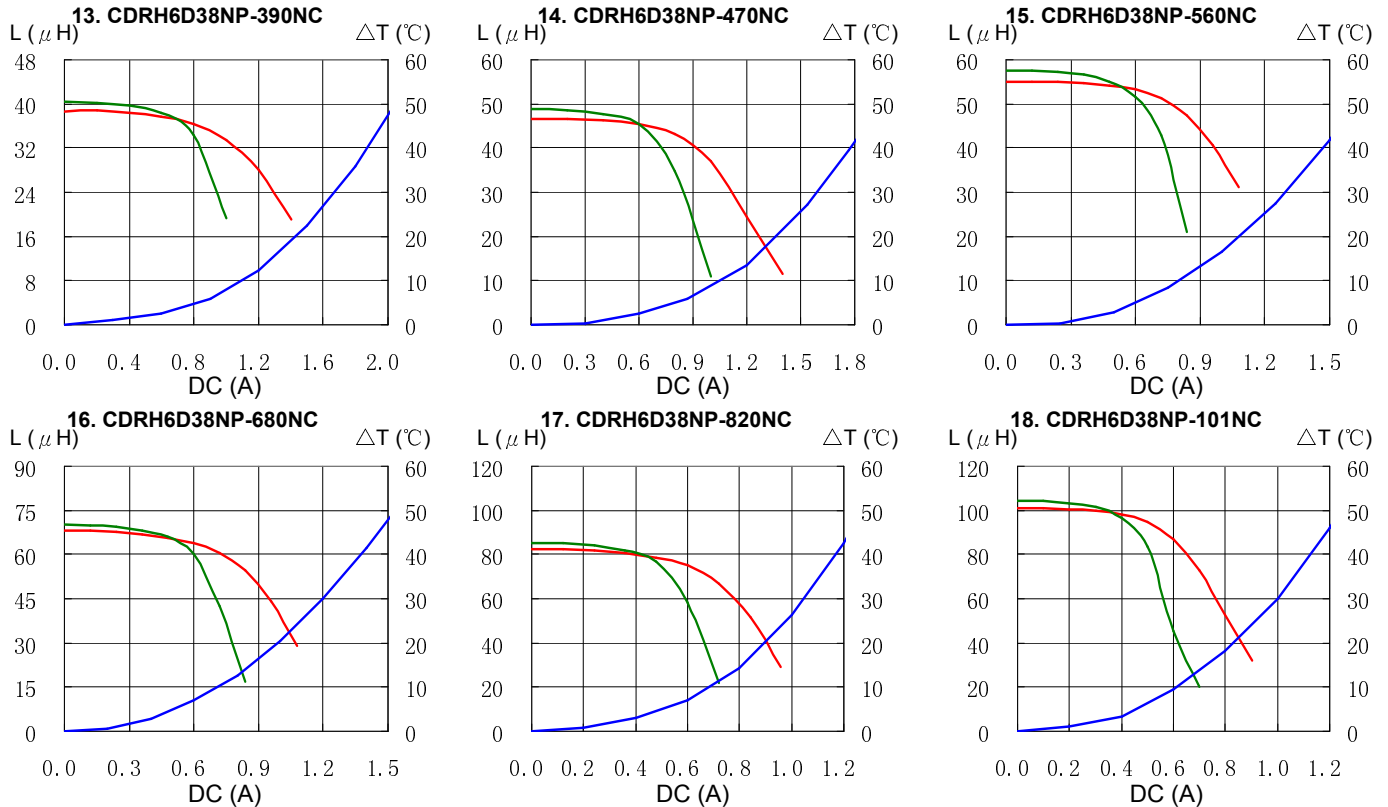 13. CDRH6D38NP-390NC
L ( μ H)
△T (℃)
48
40
32
24
16
8
0
60
50
40
30
20
10
0
0.0 0.4 0.8 1.2 1.6 2.0
DC (A)
14. CDRH6D38NP-470NC
L ( μ H)
△T (℃)
60
50
40
30
20
10
0
60
50
40
30
20
10
0
0.0 0.3 0.6 0.9 1.2 1.5 1.8
DC (A)
15. CDRH6D38NP-560NC
L ( μ H)
△T (℃)
60
50
40
30
20
10
0
60
50
40
30
20
10
0
0.0 0.3 0.6 0.9 1.2 1.5
DC (A)
16. CDRH6D38NP-680NC
L ( μ H)
△T (℃)
90
75
60
45
30
15
0
60
50
40
30
20
10
0
0.0 0.3 0.6 0.9 1.2 1.5
DC (A)
17. CDRH6D38NP-820NC
L ( μ H)
△T (℃)
120
100
80
60
40
20
0
60
50
40
30
20
10
0
0.0 0.2 0.4 0.6 0.8 1.0 1.2
DC (A)
18. CDRH6D38NP-101NC
L ( μ H)
△T (℃)
120
100
80
60
40
20
0
60
50
40
30
20
10
0
0.0 0.2 0.4 0.6 0.8 1.0 1.2
DC (A)